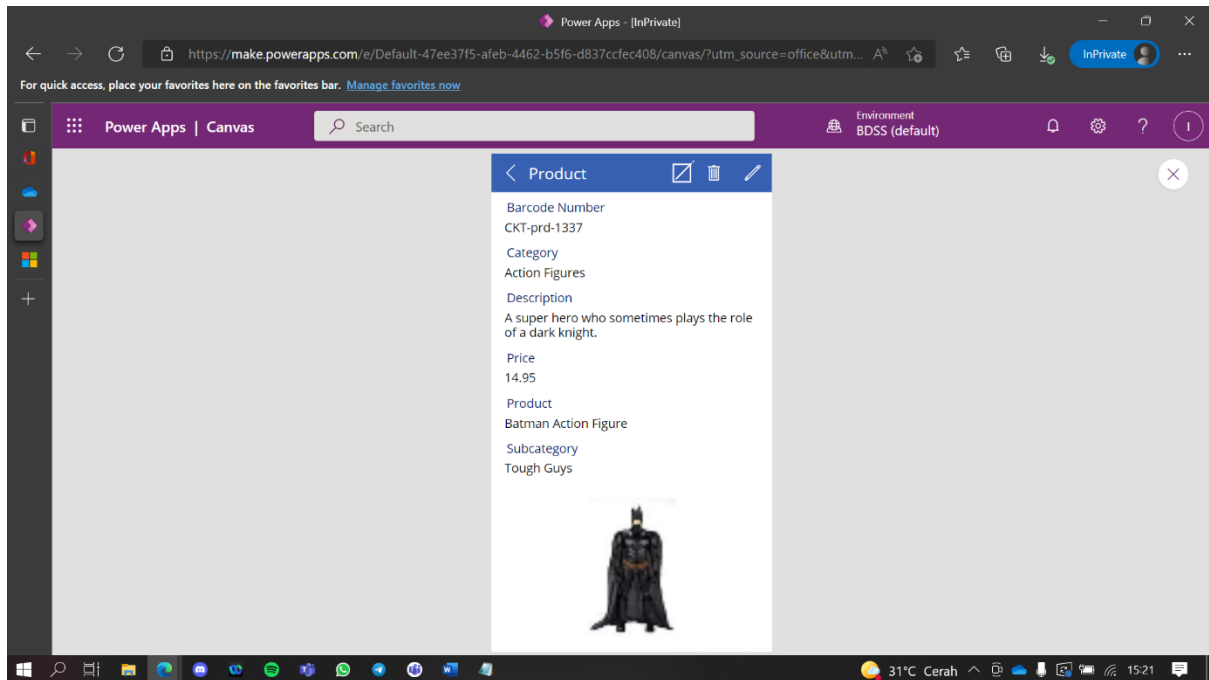 Power Apps - [InPrivate]
https://make.powerapps.com/e/Default-47ee37f5-afeb-4462-b5f6-d837ccfec408/canvas/?utm_source=office&utm...
InPrivate
For quick access, place your favorites here on the favorites bar. Manage favorites now
Power Apps | Canvas
Search
Environment
BDSS (default)
I
Product
Barcode Number
CKT-prd-1337
Category
Action Figures
Description
A super hero who sometimes plays the role
of a dark knight.
Price
14.95
Product
Batman Action Figure
Subcategory
Tough Guys
31°C Cerah
15:21